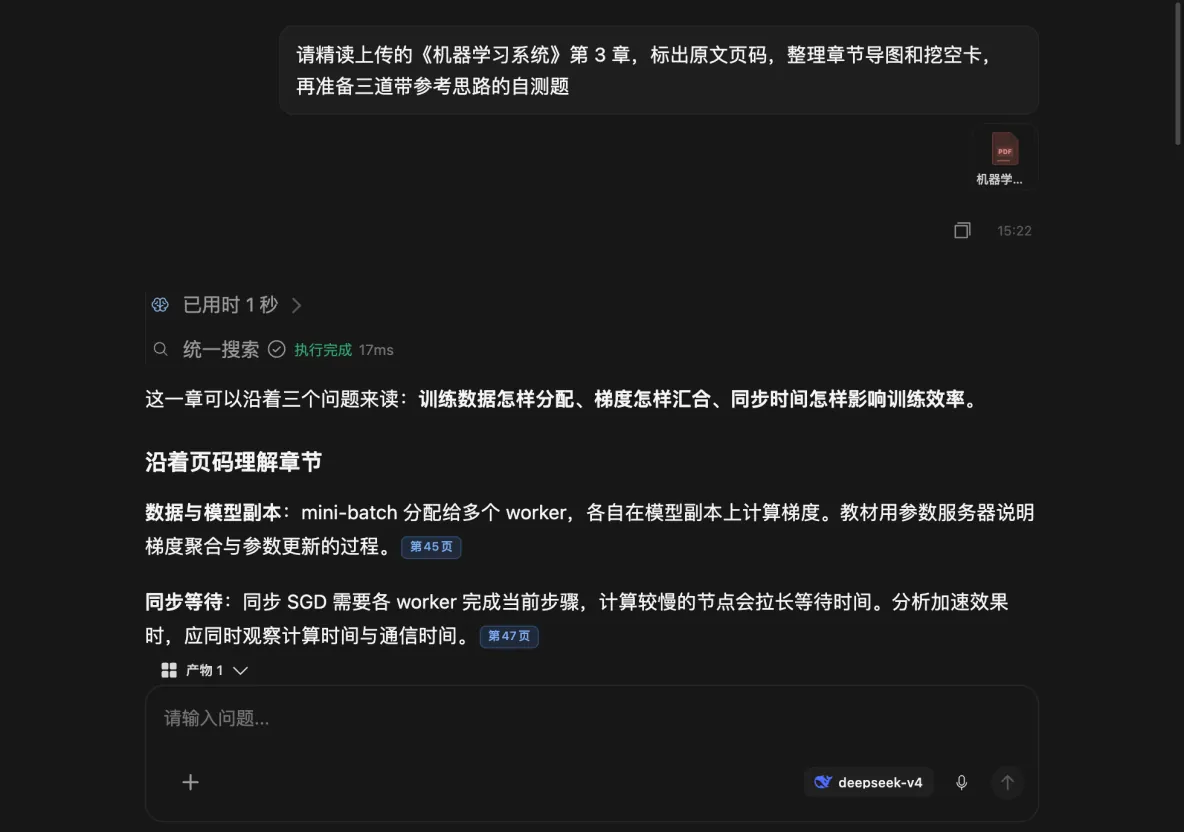 请精读上传的《机器学习系统》第 3 章，标出原文页码，整理章节导图和挖空卡，
再准备三道带参考思路的自测题
PDF
机器学...
15:22
已用时 1 秒
统一搜索 执行完成 17ms
这一章可以沿着三个问题来读：训练数据怎样分配、梯度怎样汇合、同步时间怎样影响训练效率。
沿着页码理解章节
数据与模型副本：mini-batch 分配给多个 worker，各自在模型副本上计算梯度。教材用参数服务器说明
梯度聚合与参数更新的过程。 第45页
同步等待：同步 SGD 需要各 worker 完成当前步骤，计算较慢的节点会拉长等待时间。分析加速效果
时，应同时观察计算时间与通信时间。 第47页
产物 1
请输入问题...
deepseek-v4